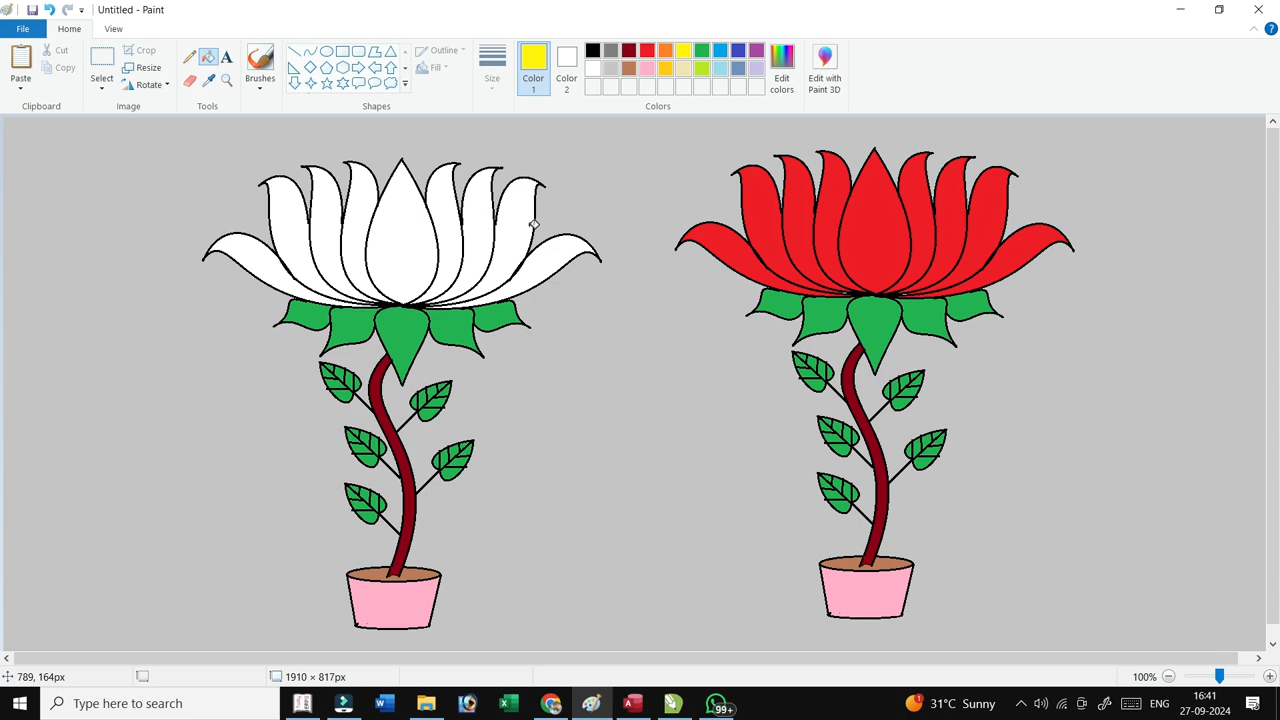 Untitled - Paint
File Home View
Paste
Cut
Copy
Clipboard
Select
Crop
Resize
Rotate
Image
A
Tools
Brushes
Outline
Fill
Shapes
Size
Color 1
Color 2
Edit colors
Colors
Edit with Paint 3D
789, 164px
1910 × 817px
100%
Type here to search
99+
31°C Sunny
ENG
16:41
27-09-2024